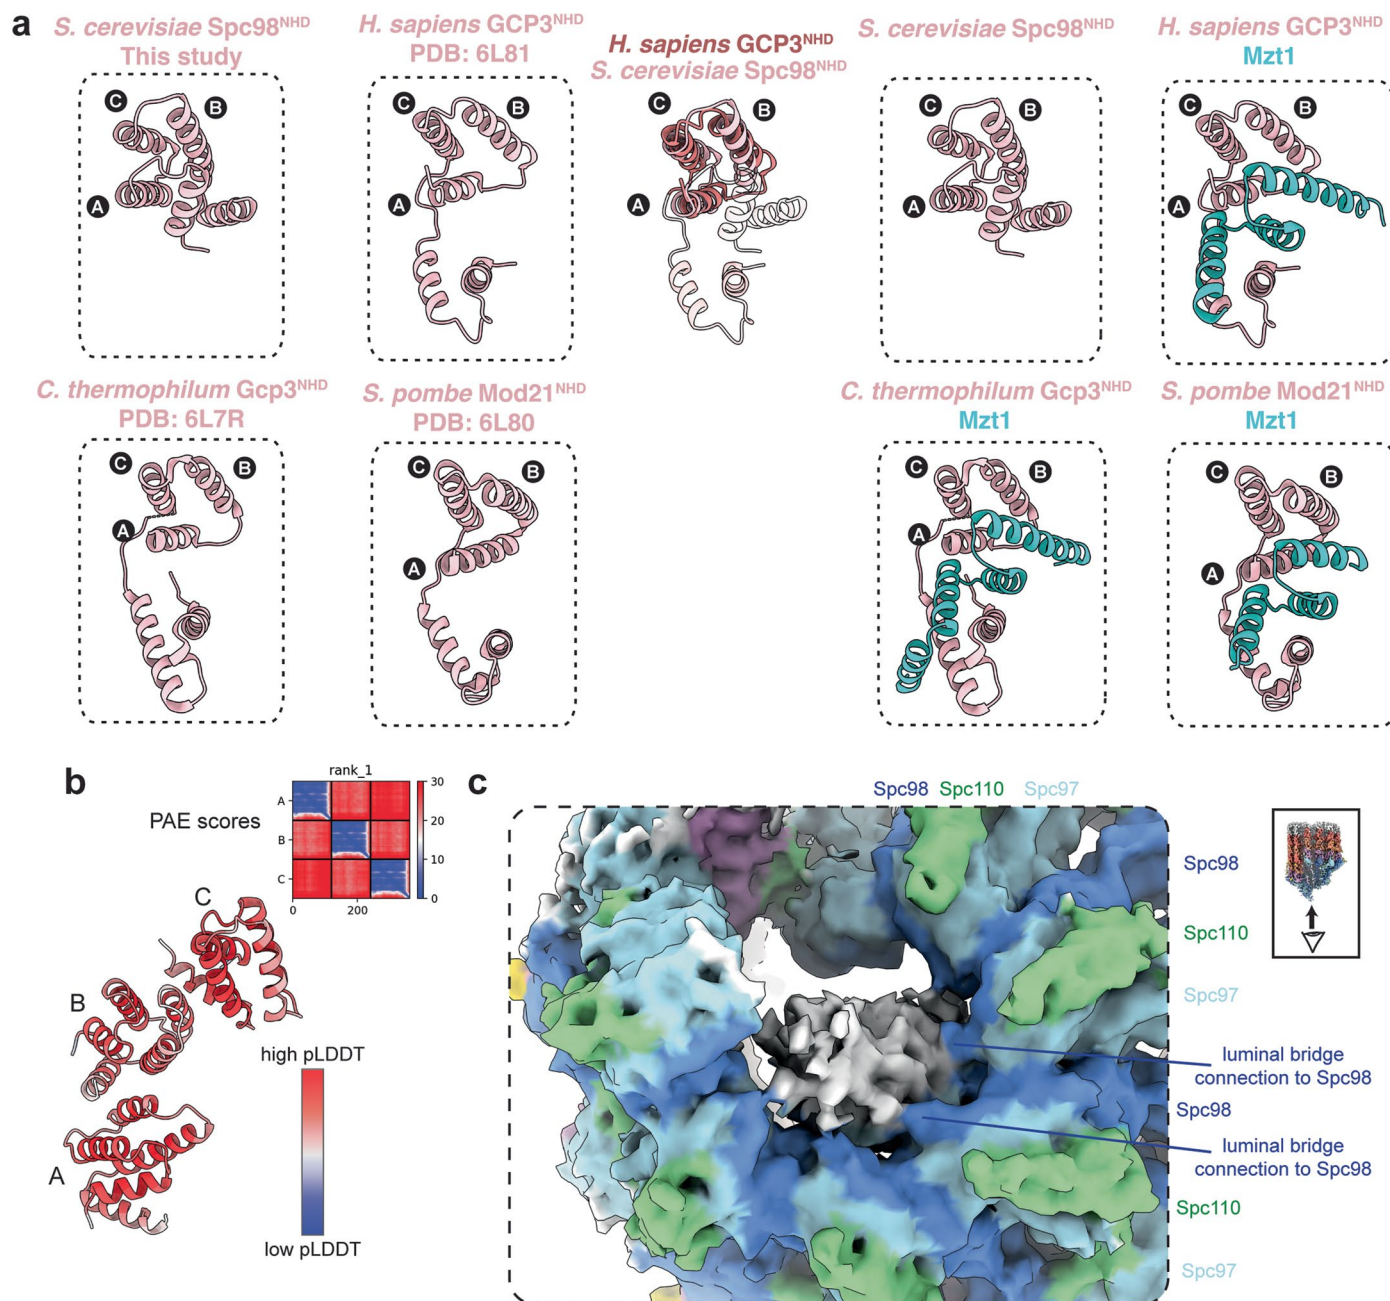 a
S. cerevisiae Spc98NHD
This study
H. sapiens GCP3NHD
PDB: 6L81
H. sapiens GCP3NHD
S. cerevisiae Spc98NHD
S. cerevisiae Spc98NHD
H. sapiens GCP3NHD
Mzt1
C B
A
C B
A
C B
A
C B
A
C B
A
C. thermophilum Gcp3NHD
PDB: 6L7R
S. pombe Mod21NHD
PDB: 6L80
C. thermophilum Gcp3NHD
Mzt1
S. pombe Mod21NHD
Mzt1
C B
A
C B
A
C B
A
C B
A
b
rank_1
PAE scores
A
B
C
0 200
30
20
10
0
C
B
A
high pLDDT
low pLDDT
c
Spc98 Spc110 Spc97
Spc98
Spc110
Spc97
luminal bridge
connection to Spc98
Spc98
luminal bridge
connection to Spc98
Spc110
Spc97